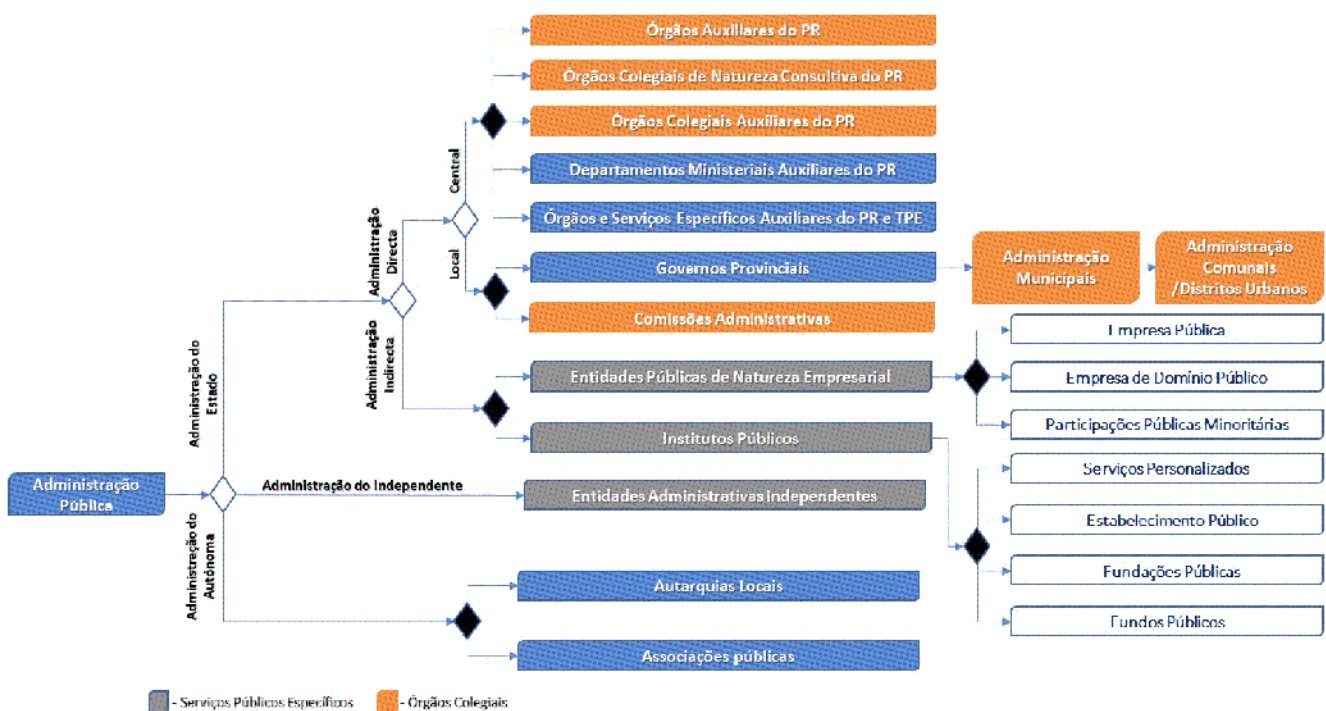 Órgãos Auxiliares do PR
Órgãos Colegiais de Natureza Consultiva do PR
Órgãos Colegiais Auxiliares do PR
Departamentos Ministeriais Auxiliares do PR
Órgãos e Serviços Específicos Auxiliares do PR e TPE
Central
Local
Administração
Directa
Governos Provinciais
Administração
Municipais
Administração
Comunais
/Distritos Urbanos
Comissões Administrativas
Administração
Indirecta
Entidades Públicas de Natureza Empresarial
Empresa Pública
Empresa de Domínio Público
Participações Públicas Minoritárias
Institutos Públicos
Serviços Personalizados
Estabelecimento Público
Fundações Públicas
Fundos Públicos
Administração do
Estado
Administração
Pública
Administração do Independente
Entidades Administrativas Independentes
Administração do
Autónoma
Autarquias Locais
Associações públicas
- Serviços Públicos Específicos
- Órgãos Colegiais